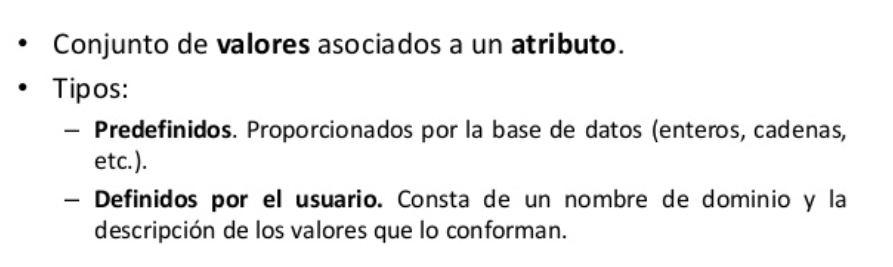 • Conjunto de valores asociados a un atributo.
• Tipos:
– Predefinidos. Proporcionados por la base de datos (enteros, cadenas,
etc.).
– Definidos por el usuario. Consta de un nombre de dominio y la
descripción de los valores que lo conforman.